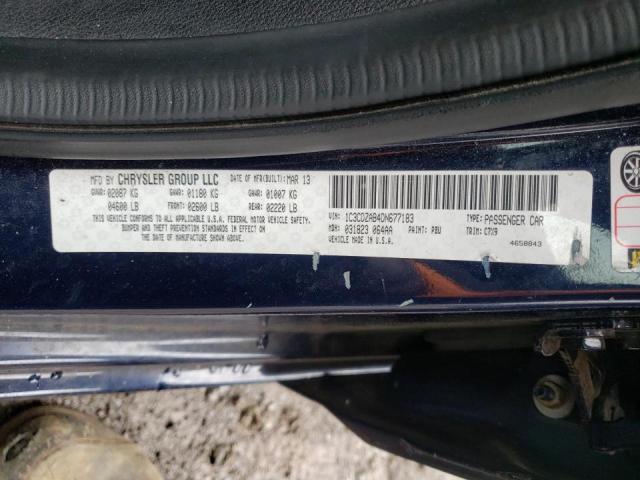 MFD BY CHRYSLER GROUP LLC DATE OF MFR(BUILT): MAR 13
GVWR: 02087 KG GAWR: 01180 KG GAWR: 01007 KG
04600 LB FRONT: 02600 LB REAR: 02220 LB
THIS VEHICLE CONFORMS TO ALL APPLICABLE U.S.A. FEDERAL MOTOR VEHICLE SAFETY,
BUMPER AND THEFT PREVENTION STANDARDS IN EFFECT ON
THE DATE OF MANUFACTURE SHOWN ABOVE.
VIN: 1C3CDZAB4DN677183 TYPE: PASSENGER CAR
MDH: 031823 064AA PAINT: PBU TRIM: C7X9
VEHICLE MADE IN U.S.A. 4658843